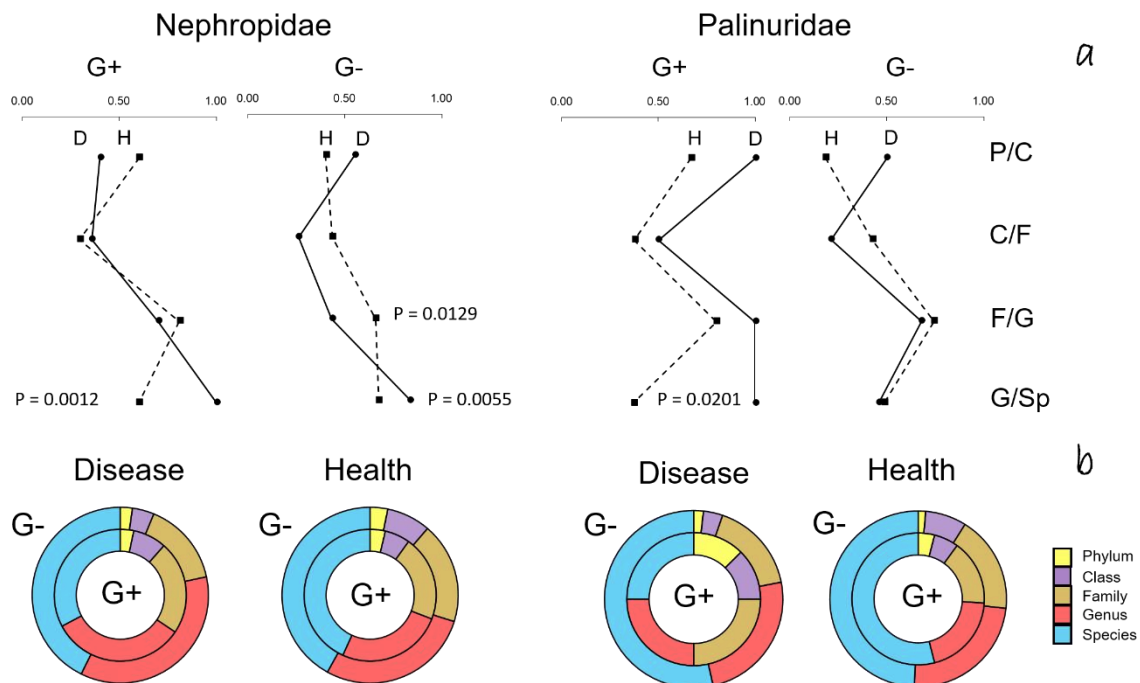 Nephropidae Palinuridae
a
G+ G- G+ G-
0.00 0.50 1.00 0.00 0.50 1.00 0.00 0.50 1.00 0.00 0.50 1.00
D H H D H D H D P/C
C/F
P = 0.0129 F/G
P = 0.0012 P = 0.0055 P = 0.0201 G/Sp
b
Disease Health Disease Health
G- G- G- G-
G+ G+ G+ G+
Phylum
Class
Family
Genus
Species